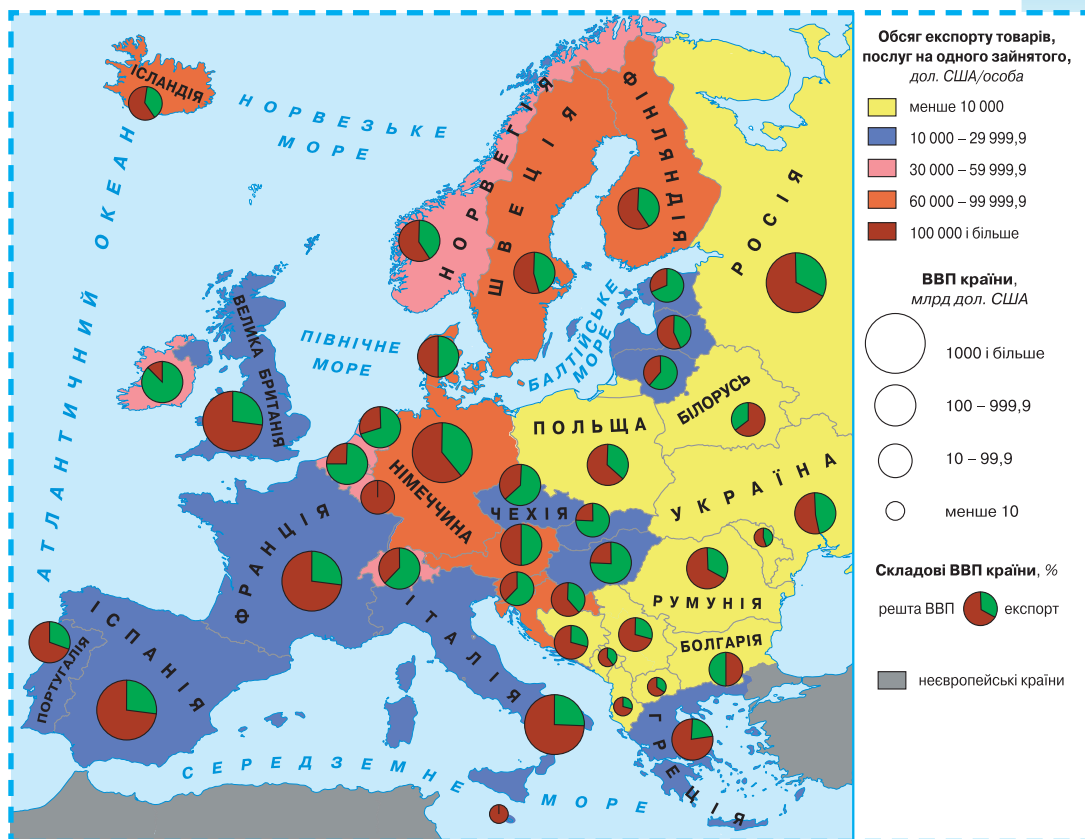 ІСЛАНДІЯ
НОРВЕЗЬКЕ
МОРЕ
АТЛАНТИЧНИЙ ОКЕАН
НОРВЕГІЯ
ШВЕЦІЯ
ФІНЛЯНДІЯ
РОСІЯ
ВЕЛИКА БРИТАНІЯ
ПІВНІЧНЕ
МОРЕ
БАЛТІЙСЬКЕ
МОРЕ
БІЛОРУСЬ
ПОЛЬЩА
НІМЕЧЧИНА
ЧЕХІЯ
УКРАЇНА
ФРАНЦІЯ
РУМУНІЯ
БОЛГАРІЯ
ІСПАНІЯ
ПОРТУГАЛІЯ
ІТАЛІЯ
ГРЕЦІЯ
СЕРЕДЗЕМНЕ МОРЕ
Обсяг експорту товарів,
послуг на одного зайнятого,
дол. США/особа
менше 10 000
10 000 – 29 999,9
30 000 – 59 999,9
60 000 – 99 999,9
100 000 і більше
ВВП країни,
млрд дол. США
1000 і більше
100 – 999,9
10 – 99,9
менше 10
Складові ВВП країни, %
решта ВВП експорт
неєвропейські країни